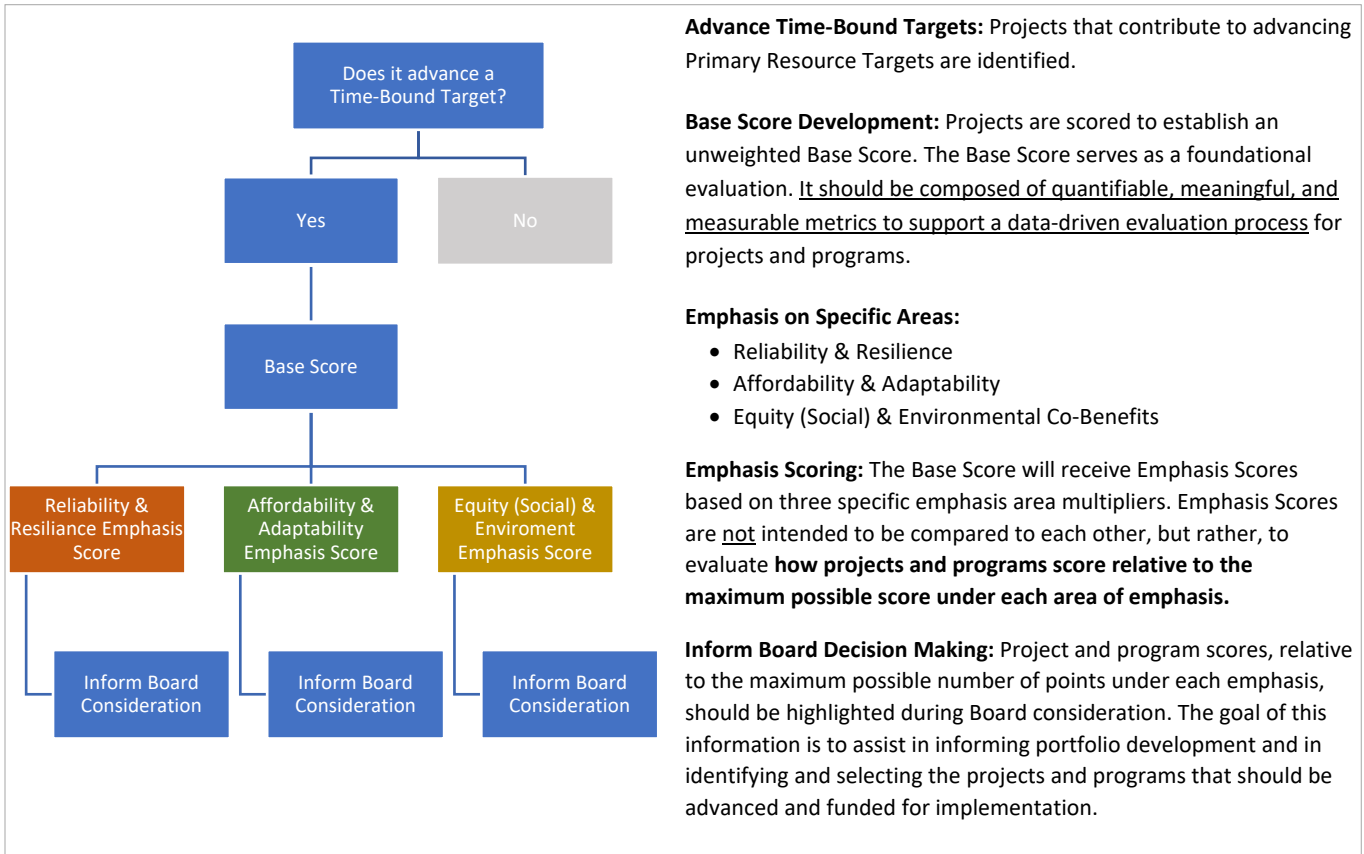 Does it advance a
Time-Bound Target?
Yes
No
Base Score
Reliability &
Resiliance Emphasis
Score
Affordability &
Adaptability
Emphasis Score
Equity (Social) &
Enviroment
Emphasis Score
Inform Board
Consideration
Inform Board
Consideration
Inform Board
Consideration
Advance Time-Bound Targets: Projects that contribute to advancing
Primary Resource Targets are identified.
Base Score Development: Projects are scored to establish an
unweighted Base Score. The Base Score serves as a foundational
evaluation. It should be composed of quantifiable, meaningful, and
measurable metrics to support a data-driven evaluation process for
projects and programs.
Emphasis on Specific Areas:
• Reliability & Resilience
• Affordability & Adaptability
• Equity (Social) & Environmental Co-Benefits
Emphasis Scoring: The Base Score will receive Emphasis Scores
based on three specific emphasis area multipliers. Emphasis Scores
are not intended to be compared to each other, but rather, to
evaluate how projects and programs score relative to the
maximum possible score under each area of emphasis.
Inform Board Decision Making: Project and program scores, relative
to the maximum possible number of points under each emphasis,
should be highlighted during Board consideration. The goal of this
information is to assist in informing portfolio development and in
identifying and selecting the projects and programs that should be
advanced and funded for implementation.